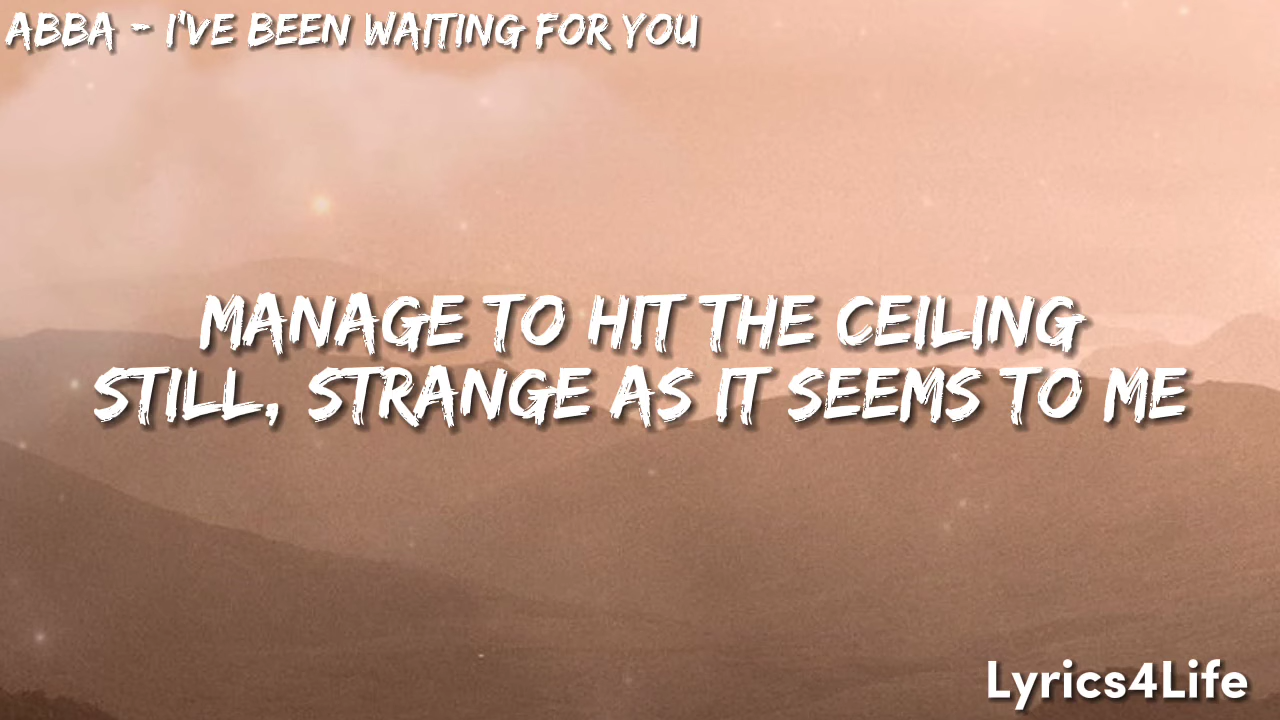 ABBA - I'VE BEEN WAITING FOR YOU
MANAGE TO HIT THE CEILING
STILL, STRANGE AS IT SEEMS TO ME
Lyrics4Life